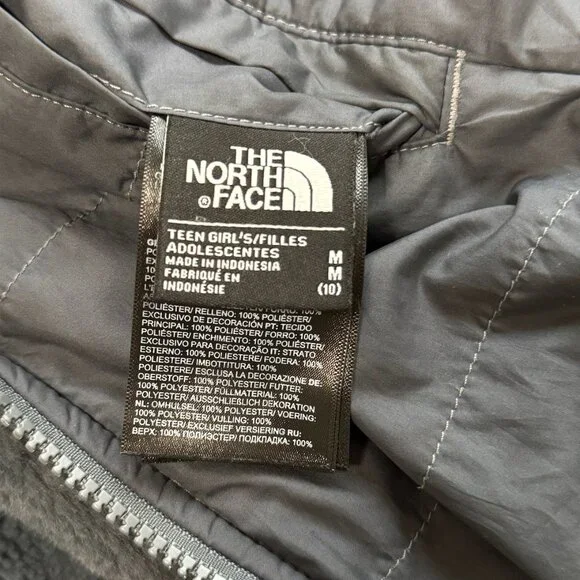 THE
NORTH
® FACE
TEEN GIRL'S/FILLES
ADOLESCENTES M
MADE IN INDONESIA M
FABRIQUÉ EN
INDONÉSIE (10)
POLIÉSTER/ RELLENO: 100% POLIÉSTER/
EXCLUSIVO DE DECORACIÓN PT: TECIDO
PRINCIPAL: 100% POLIÉSTER/ FORRO: 100%
POLIÉSTER/ ENCHIMENTO: 100% POLIÉSTER/
EXCLUSIVO PARA DECORAÇÃO IT: STRATO
ESTERNO: 100% POLIESTERE/ FODERA: 100%
POLIESTERE/ IMBOTTITURA: 100%
POLIESTERE/ ESCLUSA LA DECORAZIONE DE:
OBERSTOFF: 100% POLYESTER/ FUTTER:
100% POLYESTER/ FÜLLMATERIAL: 100%
POLYESTER/ AUSSCHLIEẞLICH DEKORATION
NL: OMHULSEL: 100% POLYESTER/ VOERING:
100% POLYESTER/ VULLING: 100%
POLYESTER/ EXCLUSIEF VERSIERING RU:
ВЕРХ: 100% ПОЛИЭСТЕР/ ПОДКЛАДКА: 100%